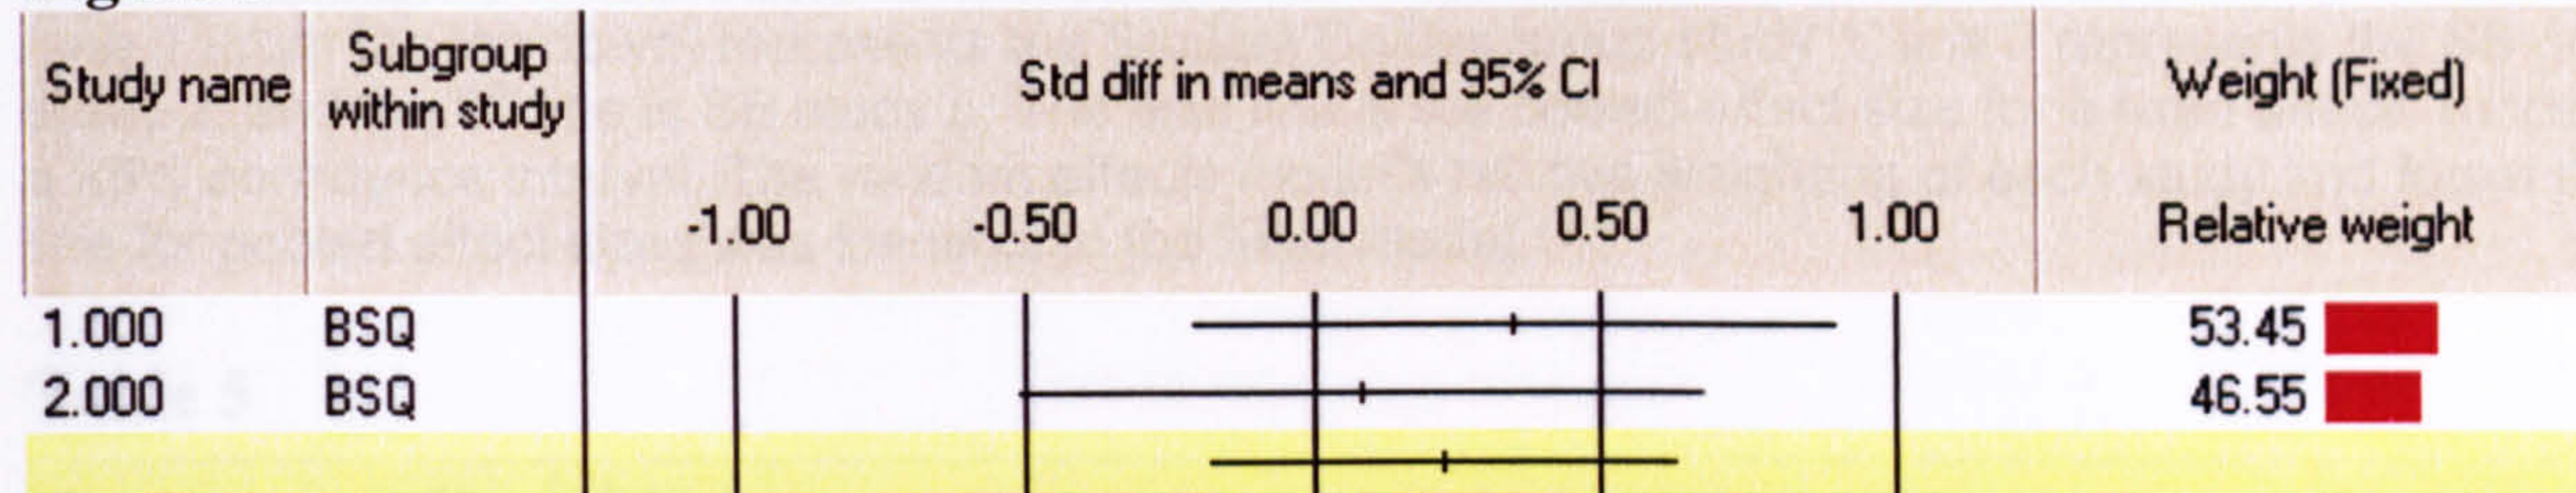 Study name
Subgroup
within study
Std diff in means and 95% CI
Weight (Fixed)
-1.00 -0.50 0.00 0.50 1.00
Relative weight
1.000 BSQ 53.45
2.000 BSQ 46.55